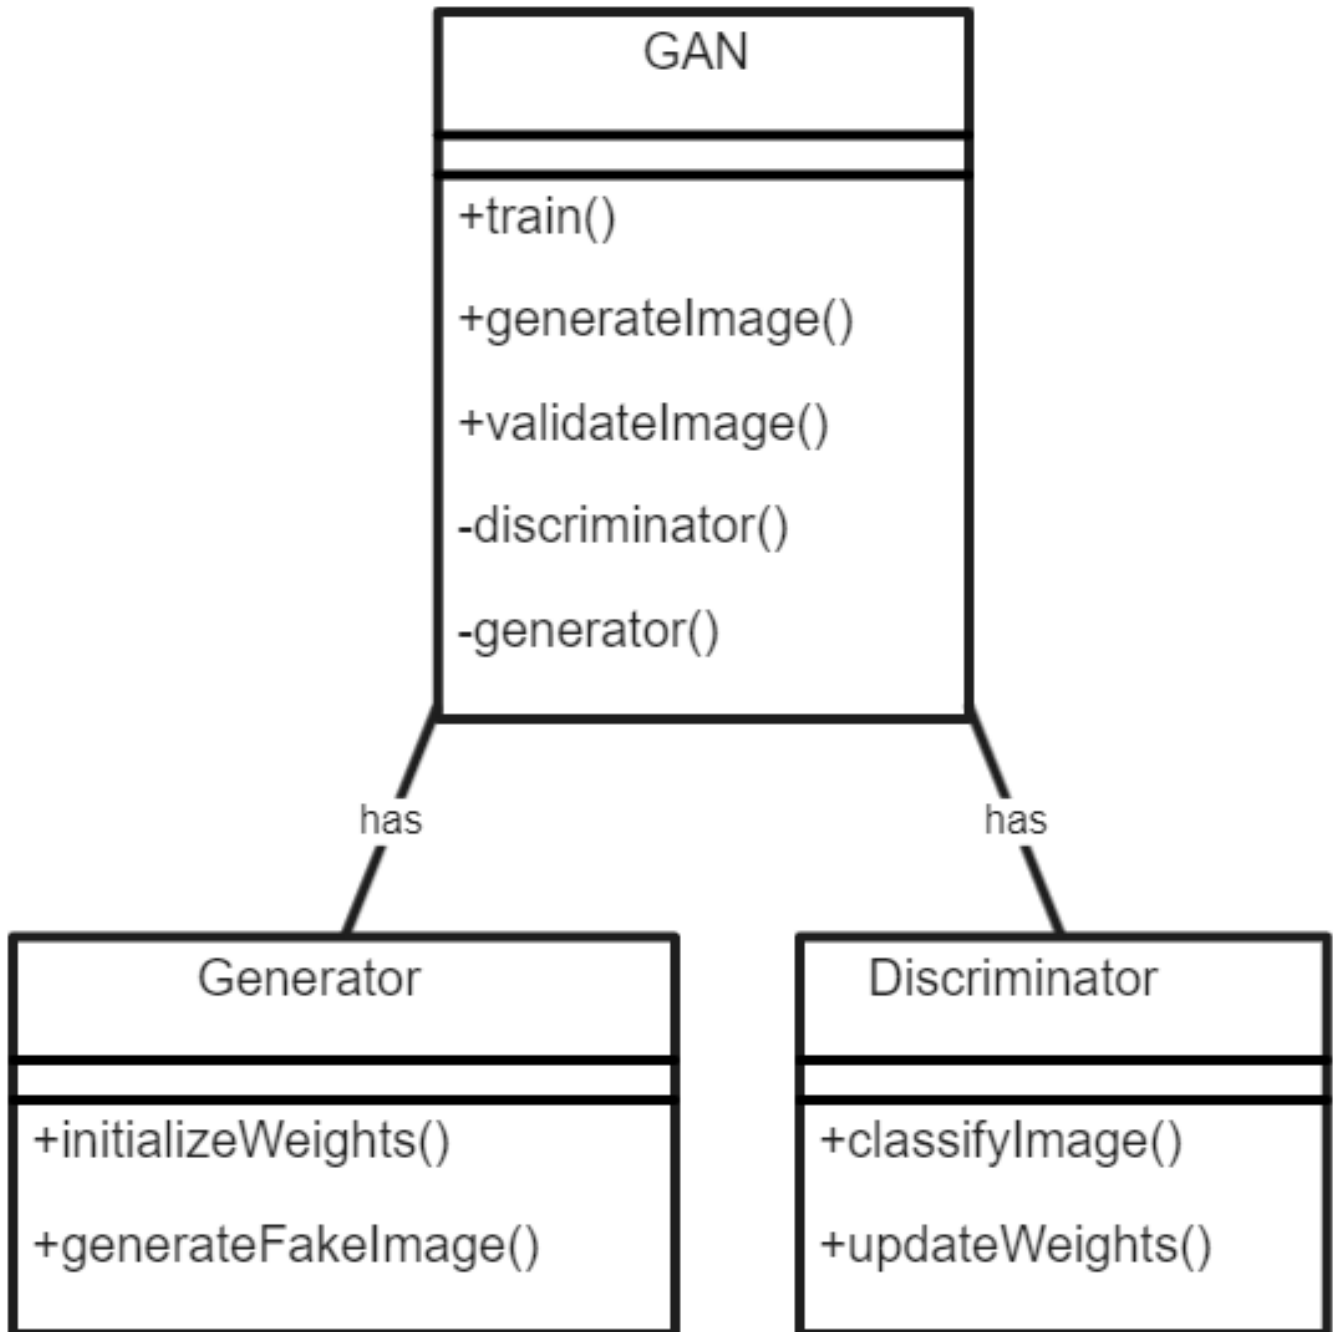 GAN
+train()
+generateImage()
+validateImage()
-discriminator()
-generator()
has
has
Generator
+initializeWeights()
+generateFakeImage()
Discriminator
+classifyImage()
+updateWeights()